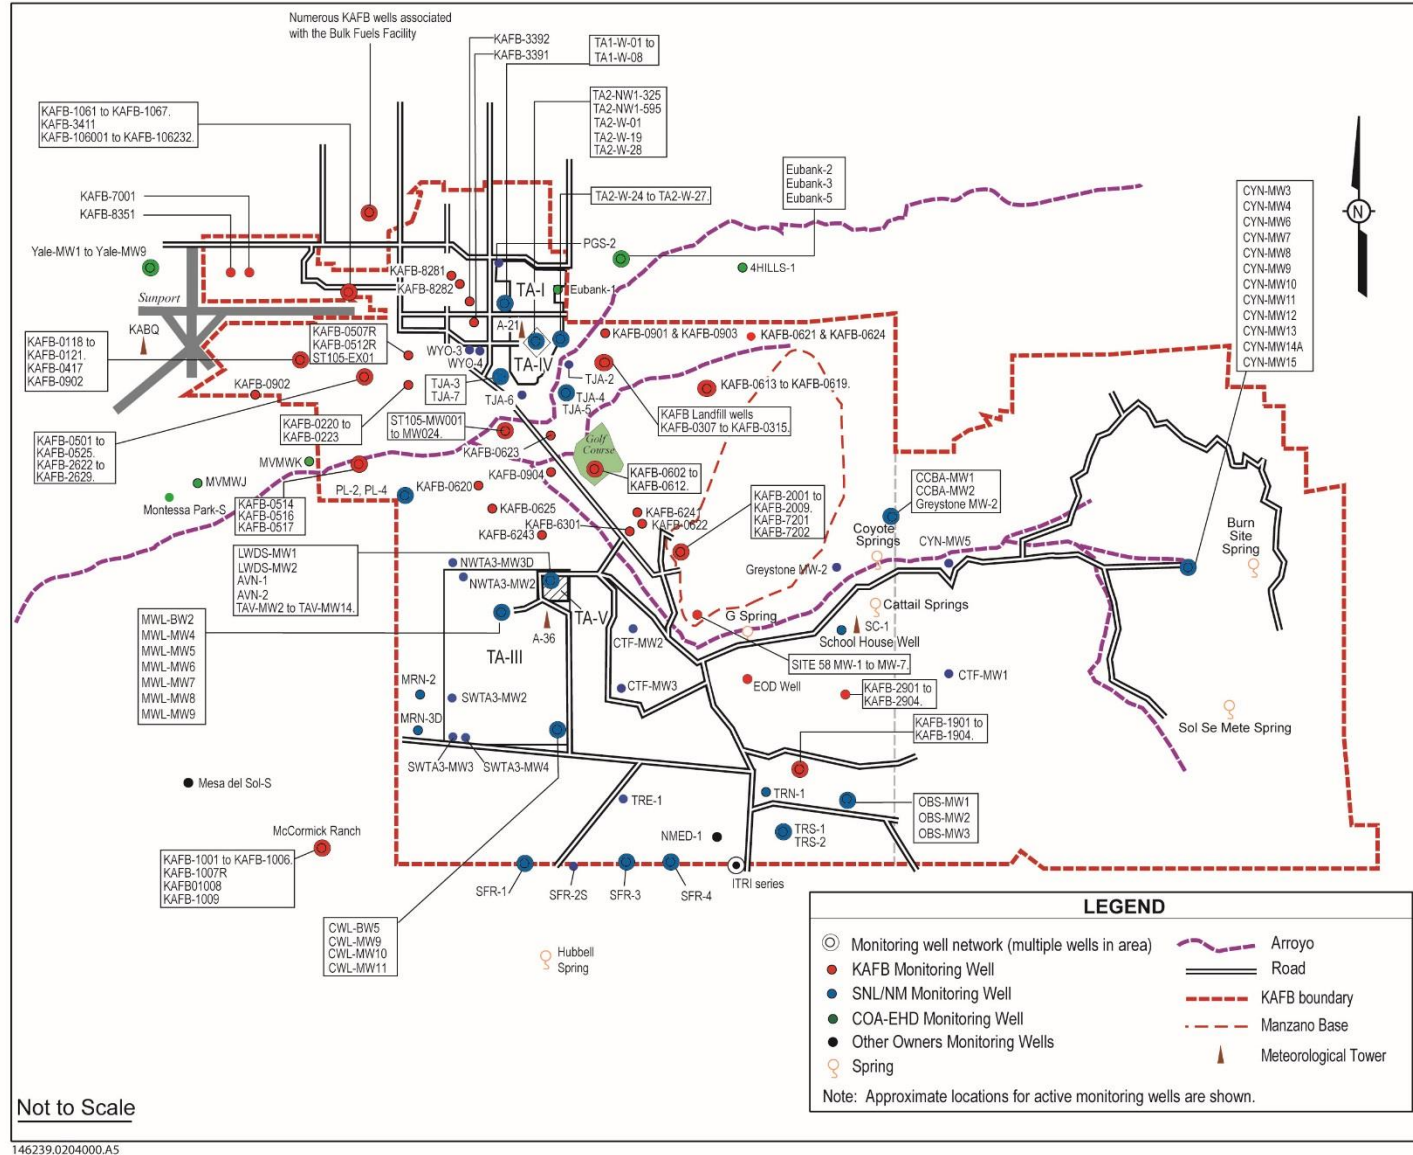 Numerous KAFB wells associated
with the Bulk Fuels Facility
KAFB-3392
KAFB-3391
TA1-W-01 to
TA1-W-08
TA2-NW1-325
TA2-NW1-595
TA2-W-01
TA2-W-19
TA2-W-28
KAFB-1061 to KAFB-1067.
KAFB-3411
KAFB-106001 to KAFB-106232.
Eubank-2
Eubank-3
Eubank-5
CYN-MW3
CYN-MW4
CYN-MW6
CYN-MW7
CYN-MW8
CYN-MW9
CYN-MW10
CYN-MW11
CYN-MW12
CYN-MW13
CYN-MW14A
CYN-MW15
N
KAFB-7001
KAFB-8351
TA2-W-24 to TA2-W-27.
Yale-MW1 to Yale-MW9
PGS-2
4HILLS-1
KAFB-8281
KAFB-8282
TA-I
Eubank-1
Sunport
KABQ
A-21
KAFB-0507R
KAFB-0512R
ST105-EX01
KAFB-0901 & KAFB-0903
KAFB-0621 & KAFB-0624
KAFB-0118 to
KAFB-0121.
KAFB-0417
KAFB-0902
WYO-3
WYO-4
TA-IV
TJA-2
KAFB-0902
TJA-3
TJA-7
TJA-6
TJA-4
TJA-5
KAFB-0613 to KAFB-0619.
KAFB Landfill wells
KAFB-0307 to KAFB-0315.
KAFB-0220 to
KAFB-0223
ST105-MW001
to MW024.
KAFB-0501 to
KAFB-0525.
KAFB-2622 to
KAFB-2629.
KAFB-0623
Golf
Course
MVMWK
MVMWJ
Montessa Park-S
KAFB-0904
KAFB-0602 to
KAFB-0612.
PL-2, PL-4
KAFB-0620
KAFB-0514
KAFB-0516
KAFB-0517
KAFB-0625
KAFB-6301
KAFB-6243
KAFB-6241
KAFB-0622
KAFB-2001 to
KAFB-2009.
KAFB-7201
KAFB-7202
CCBA-MW1
CCBA-MW2
Greystone MW-2
Coyote
Springs
CYN-MW5
Burn
Site
Spring
LWDS-MW1
LWDS-MW2
AVN-1
AVN-2
TAV-MW2 to TAV-MW14.
NWTA3-MW3D
NWTA3-MW2
Greystone MW-2
TA-V
G Spring
Cattail Springs
SC-1
School House Well
MWL-BW2
MWL-MW4
MWL-MW5
MWL-MW6
MWL-MW7
MWL-MW8
MWL-MW9
A-36
TA-III
CTF-MW2
SITE 58 MW-1 to MW-7.
MRN-2
SWTA3-MW2
CTF-MW3
EOD Well
KAFB-2901 to
KAFB-2904.
CTF-MW1
MRN-3D
KAFB-1901 to
KAFB-1904.
Sol Se Mete Spring
SWTA3-MW3
SWTA3-MW4
Mesa del Sol-S
TRE-1
TRN-1
OBS-MW1
OBS-MW2
OBS-MW3
McCormick Ranch
NMED-1
TRS-1
TRS-2
KAFB-1001 to KAFB-1006.
KAFB-1007R
KAFB01008
KAFB-1009
SFR-1
SFR-2S
SFR-3
SFR-4
ITRI series
CWL-BW5
CWL-MW9
CWL-MW10
CWL-MW11
Hubbell
Spring
LEGEND
Monitoring well network (multiple wells in area)
KAFB Monitoring Well
SNL/NM Monitoring Well
COA-EHD Monitoring Well
Other Owners Monitoring Wells
Spring
Arroyo
Road
KAFB boundary
Manzano Base
Meteorological Tower
Note: Approximate locations for active monitoring wells are shown.
Not to Scale
146239.0204000.A5